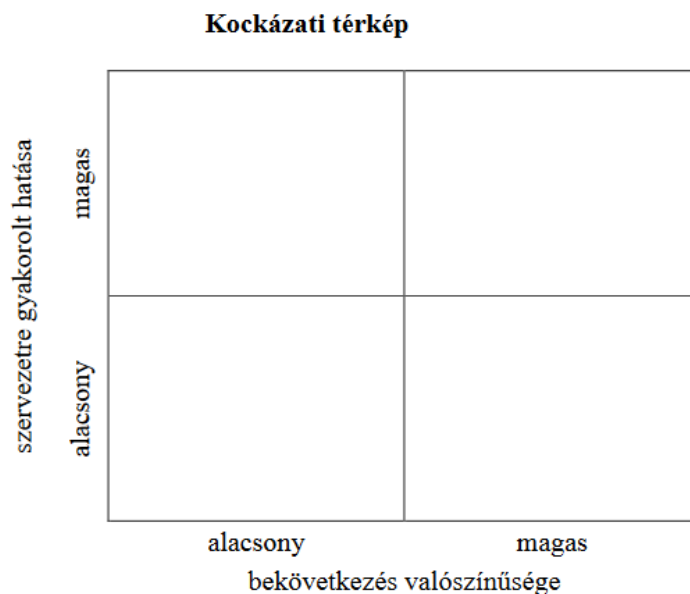 Kockázati térkép
szervezetre gyakorolt hatása
magas
alacsony
alacsony
magas
bekövetkezés valószínűsége